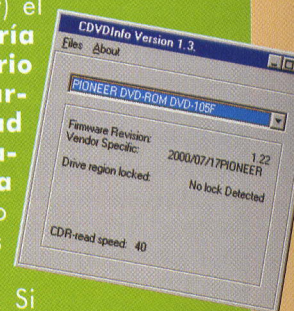 ) el
ría
rio
ar-
ad
a-
a
o
s
Si
CDVDInfo Version 1.3.
Files About
PIONEER DVD-ROM DVD-105F
Firmware Revision: 1.22
Vendor Specific: 2000/07/17PIONEER
Drive region locked: No lock Detected
CDR-read speed: 40